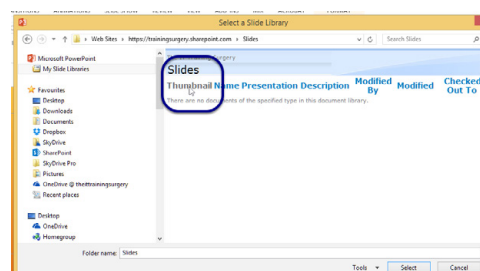 Select a Slide Library
Web Sites › https://trainingsurgery.sharepoint.com › Slides
Search Slides
Microsoft PowerPoint
My Slide Libraries
Favourites
Desktop
Downloads
Documents
Dropbox
SkyDrive
SharePoint
SkyDrive Pro
Pictures
OneDrive @ theittrainingsurgery
Recent places
Desktop
OneDrive
Homegroup
Slides
Thumbnail Name Presentation Description Modified By Modified Checked Out To
There are no documents of the specified type in this document library.
Folder name: Slides
Tools Select Cancel